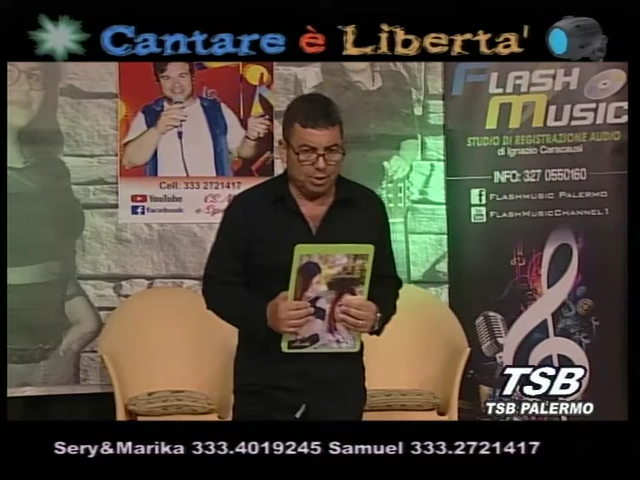 Cantare è Liberta'
FLASH
MUSIC
STUDIO DI REGISTRAZIONE AUDIO
di Ignazio Caracausi
INFO: 327 0550160
FLASHMUSIC PALERMO
FLASHMUSICCHANNEL1
Cell. 333 2721417
YouTube
facebook
TSB
TSB PALERMO
Sery&Marika 333.4019245 Samuel 333.2721417